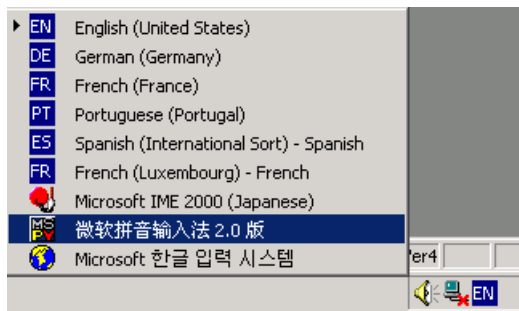 EN English (United States)
DE German (Germany)
FR French (France)
PT Portuguese (Portugal)
ES Spanish (International Sort) - Spanish
FR French (Luxembourg) - French
Microsoft IME 2000 (Japanese)
微软拼音输入法 2.0 版
Microsoft 한글 입력 시스템
EN